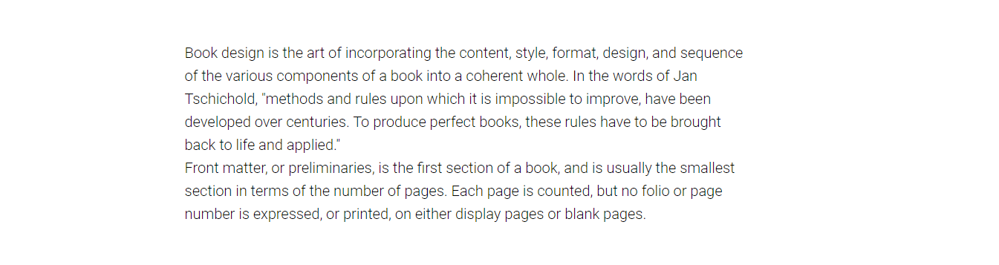 Book design is the art of incorporating the content, style, format, design, and sequence
of the various components of a book into a coherent whole. In the words of Jan
Tschichold, "methods and rules upon which it is impossible to improve, have been
developed over centuries. To produce perfect books, these rules have to be brought
back to life and applied."
Front matter, or preliminaries, is the first section of a book, and is usually the smallest
section in terms of the number of pages. Each page is counted, but no folio or page
number is expressed, or printed, on either display pages or blank pages.